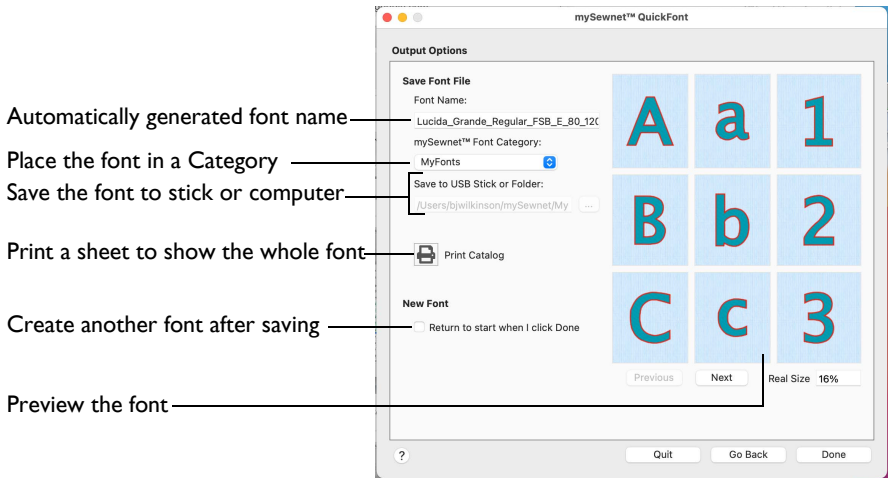 mySewnet™ QuickFont
Output Options
Save Font File
Font Name:
Automatically generated font name
Lucida_Grande_Regular_FSB_E_80_120
mySewnet™ Font Category:
Place the font in a Category
MyFonts
Save the font to stick or computer
Save to USB Stick or Folder:
/Users/bjwilkinson/mySewnet/My
...
Print a sheet to show the whole font
Print Catalog
New Font
Create another font after saving
Return to start when I click Done
Preview the font
A a 1
B b 2
C c 3
Previous Next Real Size 16%
? Quit Go Back Done